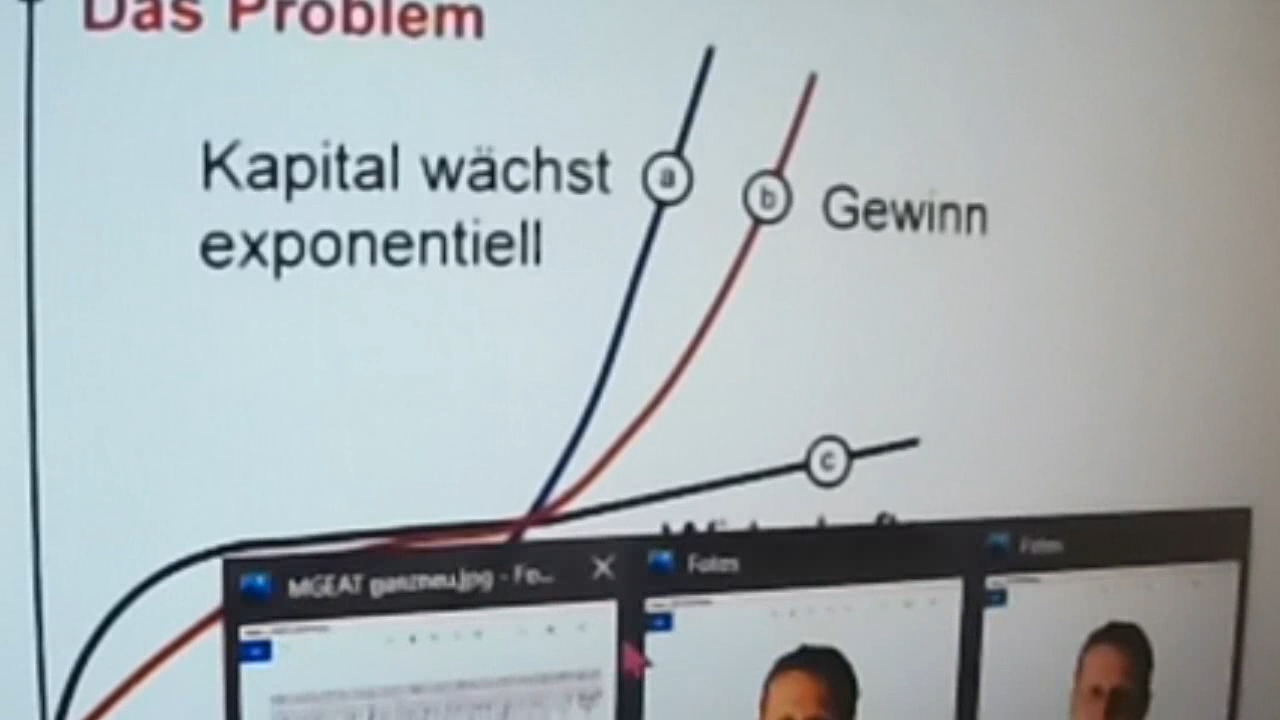 Das Problem
Kapital wächst
exponentiell
a
b
Gewinn
c
MGEAT ganzneu.jpg - Fo...
Fotos
Fotos